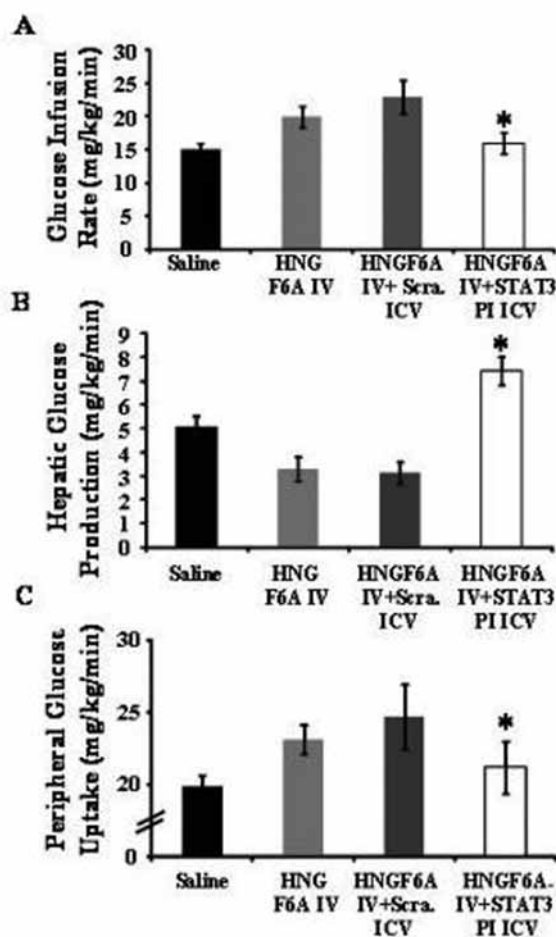 A
Glucose Infusion
Rate (mg/kg/min)
30
25
20
15
10
5
0
*
Saline
HNG
F6A IV
HNGF6A
IV+ Scra.
ICV
HNGF6A
IV+STAT3
PI ICV
B
Hepatic Glucose
Production (mg/kg/min)
9
8
7
6
5
4
3
2
1
0
*
Saline
HNG
F6A IV
HNGF6A
IV+Scra.
ICV
HNGF6A
IV+STAT3
PI ICV
C
Peripheral Glucose
Uptake (mg/kg/min)
30
25
20
0
*
Saline
HNG
F6A IV
HNGF6A
IV+Scra.
ICV
HNGF6A.
IV+STAT3
PI ICV